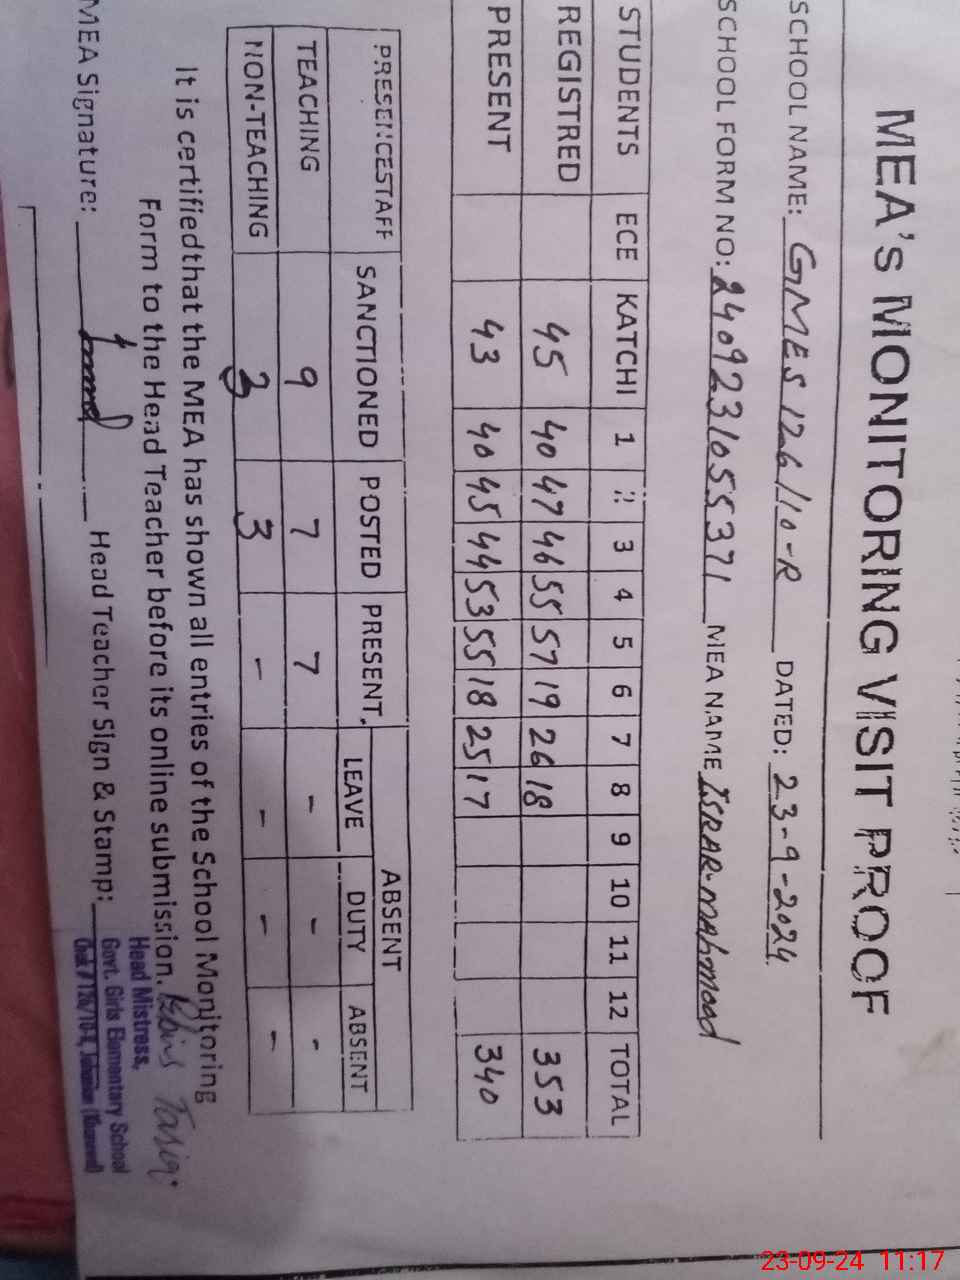 MEA's MONITORING VISIT PROOF
SCHOOL NAME: GMES 126/10-R DATED: 23-9-2024
SCHOOL FORM NO: 2409231055371 MEA NAME ISRAR-MAHMOOD
STUDENTS ECE KATCHI 1 2 3 4 5 6 7 8 9 10 11 12 TOTAL
REGISTRED 45 40 47 46 55 57 19 26 18 353
PRESENT 43 40 45 44 53 55 18 25 17 340
PRESENCESTAFF SANCTIONED POSTED PRESENT ABSENT
LEAVE DUTY ABSENT
TEACHING 9 7 7 - - -
NON-TEACHING 3 3 - - - -
It is certifiedthat the MEA has shown all entries of the School Monitoring
Form to the Head Teacher before its online submission.
MEA Signature: Head Teacher Sign & Stamp:
Head Mistress,
Govt. Girls Elementary School
23-09-24 11:17